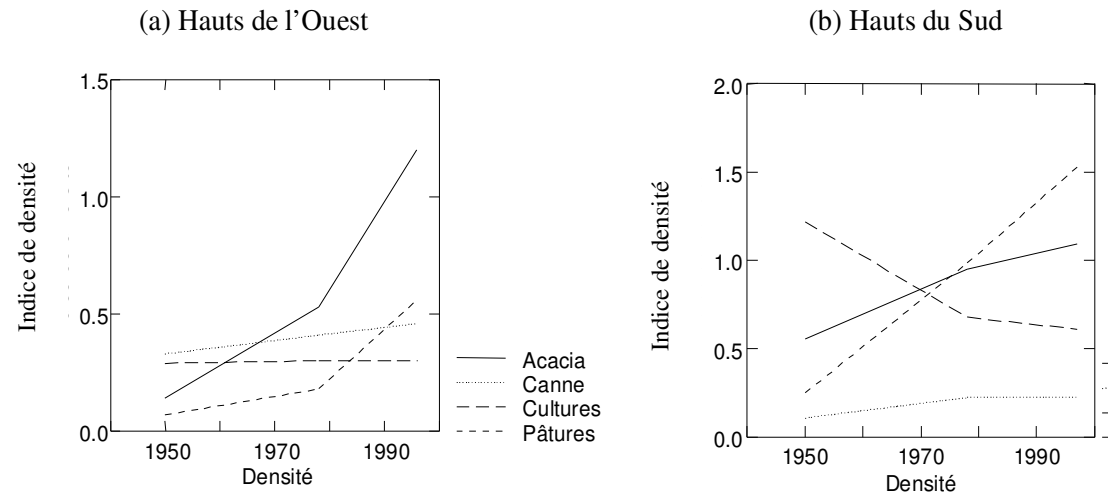 (a) Hauts de l'Ouest
Indice de densité
1.5
1.0
0.5
0.0
1950 1970 1990
Densité
Acacia
Canne
Cultures
Pâtures
(b) Hauts du Sud
Indice de densité
2.0
1.5
1.0
0.5
0.0
1950 1970 1990
Densité